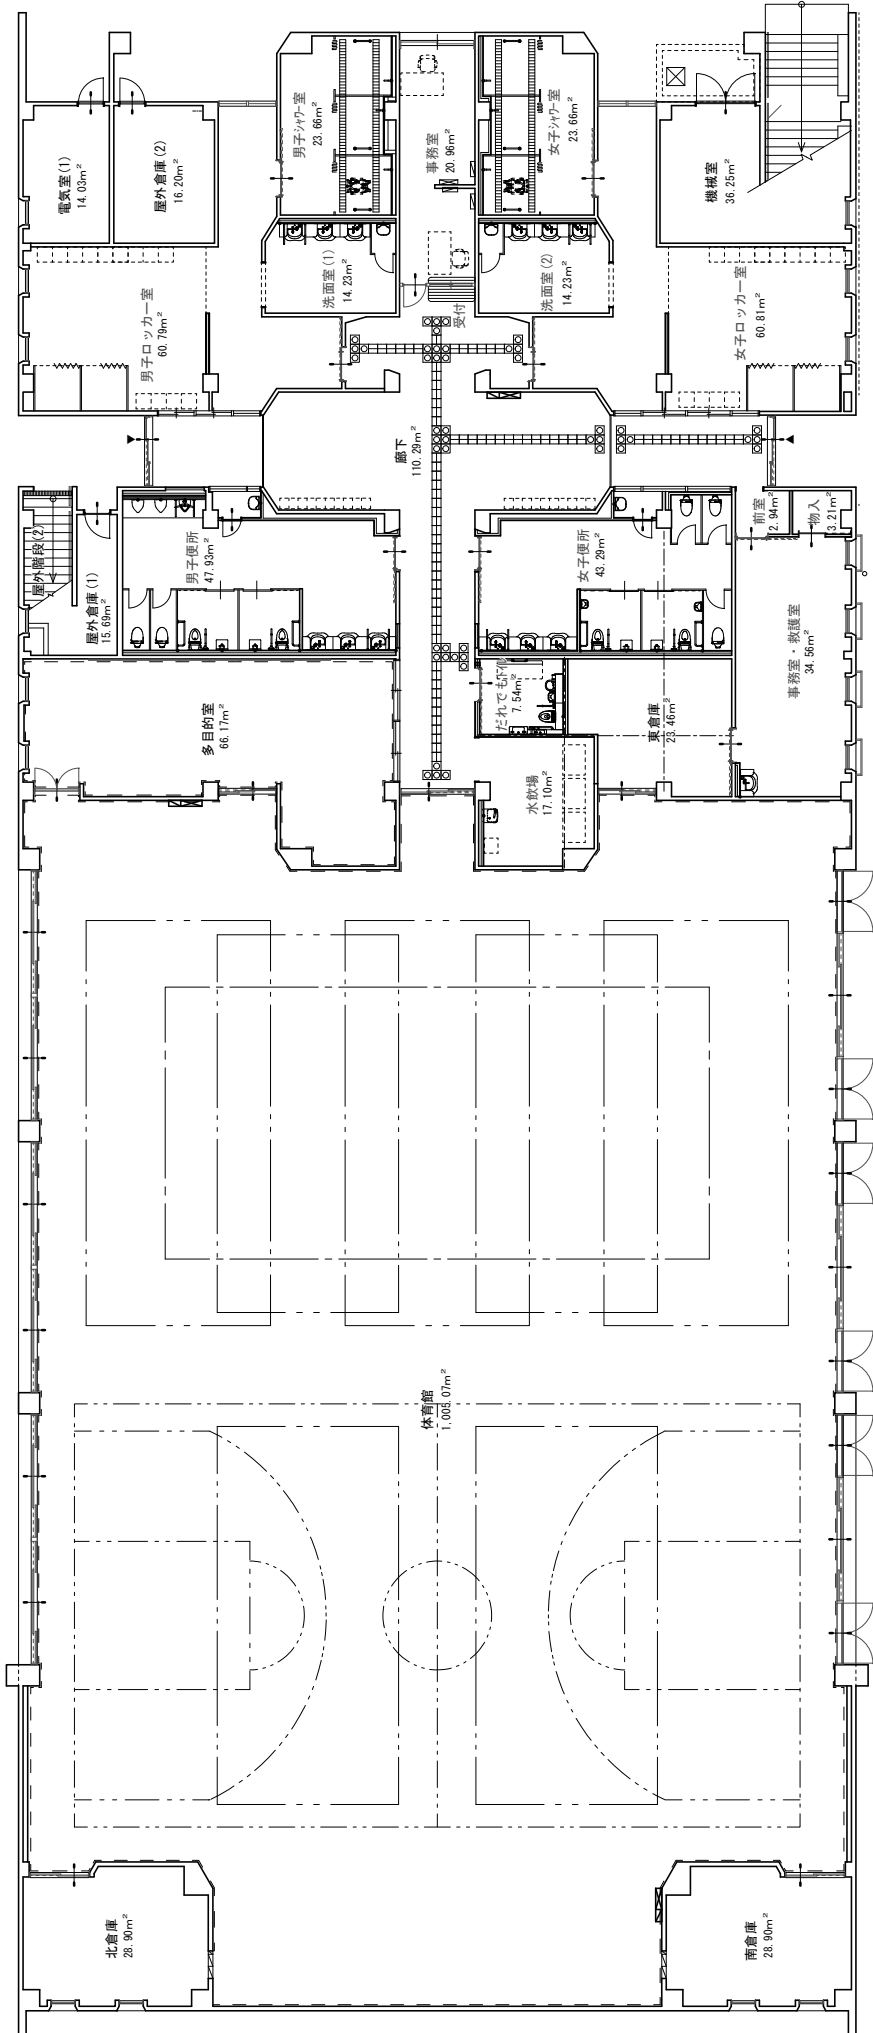 電気室(1)
14.03m²
屋外倉庫(2)
16.20m²
男子シャワー室
23.66m²
事務室
20.96m²
女子シャワー室
23.66m²
機械室
36.25m²
男子ロッカー室
60.79m²
洗面室(1)
14.23m²
受付
洗面室(2)
14.23m²
女子ロッカー室
60.81m²
廊下
110.29m²
屋外階段(2)
屋外倉庫(1)
15.69m²
男子便所
47.93m²
女子便所
43.29m²
前室
2.94m²
物入
3.21m²
多目的室
66.17m²
だれでもトイレ
7.54m²
東倉庫
23.46m²
事務室・救護室
34.56m²
水飲場
17.10m²
体育館
1,005.07m²
北倉庫
28.90m²
南倉庫
28.90m²